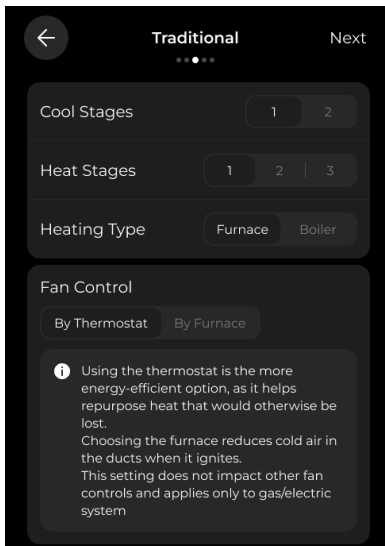 Traditional Next
Cool Stages 1 2
Heat Stages 1 2 3
Heating Type Furnace Boiler
Fan Control
By Thermostat By Furnace
Using the thermostat is the more
energy-efficient option, as it helps
repurpose heat that would otherwise be
lost.
Choosing the furnace reduces cold air in
the ducts when it ignites.
This setting does not impact other fan
controls and applies only to gas/electric
system